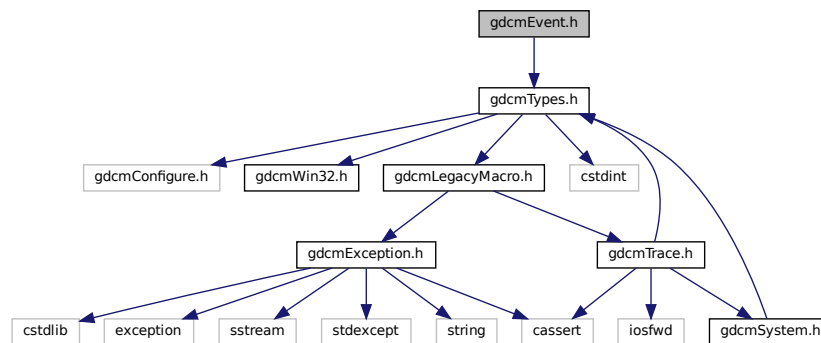 gdcmEvent.h
gdcmTypes.h
gdcmConfigure.h
gdcmWin32.h
gdcmLegacyMacro.h
cstdint
gdcmException.h
gdcmTrace.h
cstdlib
exception
sstream
stdexcept
string
cassert
iosfwd
gdcmSystem.h